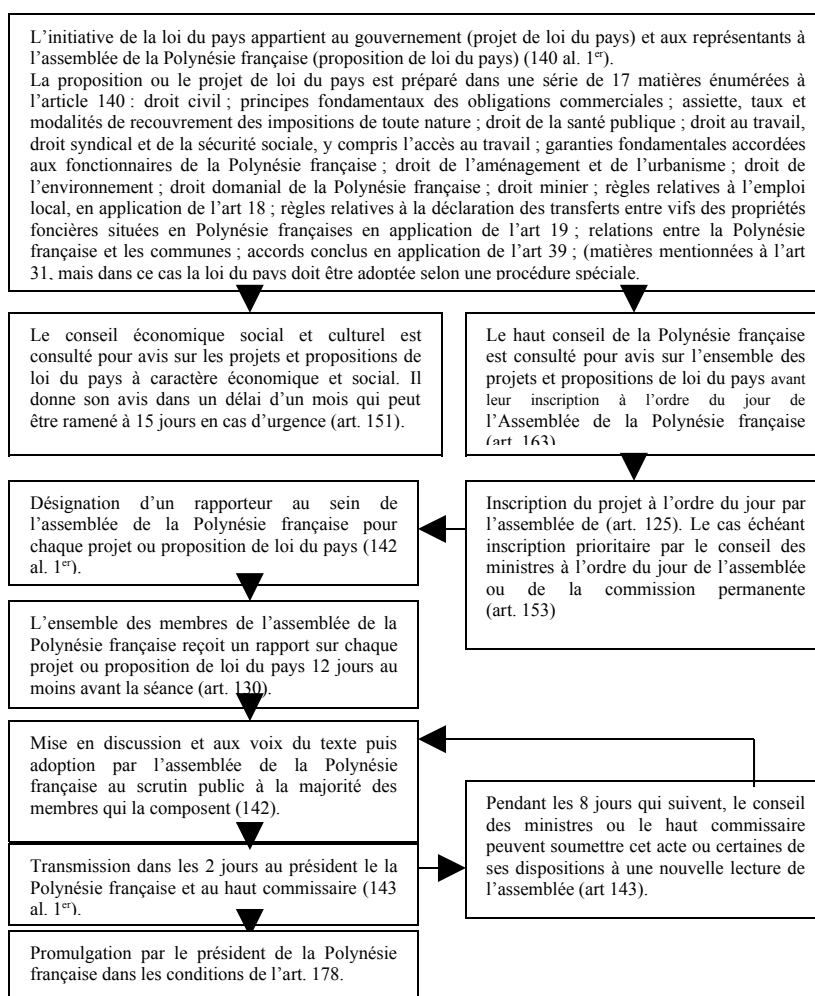 L’initiative de la loi du pays appartient au gouvernement (projet de loi du pays) et aux représentants à
l’assemblée de la Polynésie française (proposition de loi du pays) (140 al. 1er).
La proposition ou le projet de loi du pays est préparé dans une série de 17 matières énumérées à
l’article 140 : droit civil ; principes fondamentaux des obligations commerciales ; assiette, taux et
modalités de recouvrement des impositions de toute nature ; droit de la santé publique ; droit au travail,
droit syndical et de la sécurité sociale, y compris l’accès au travail ; garanties fondamentales accordées
aux fonctionnaires de la Polynésie française ; droit de l’aménagement et de l’urbanisme ; droit de
l’environnement ; droit domanial de la Polynésie française ; droit minier ; règles relatives à l’emploi
local, en application de l’art 18 ; règles relatives à la déclaration des transferts entre vifs des propriétés
foncières situées en Polynésie françaises en application de l’art 19 ; relations entre la Polynésie
française et les communes ; accords conclus en application de l’art 39 ; (matières mentionnées à l’art
31, mais dans ce cas la loi du pays doit être adoptée selon une procédure spéciale.
Le conseil économique social et culturel est
consulté pour avis sur les projets et propositions de
loi du pays à caractère économique et social. Il
donne son avis dans un délai d’un mois qui peut
être ramené à 15 jours en cas d’urgence (art. 151).
Le haut conseil de la Polynésie française
est consulté pour avis sur l’ensemble des
projets et propositions de loi du pays avant
leur inscription à l’ordre du jour de
l’Assemblée de la Polynésie française
(art. 163)
Désignation d’un rapporteur au sein de
l’assemblée de la Polynésie française pour
chaque projet ou proposition de loi du pays (142
al. 1er).
Inscription du projet à l’ordre du jour par
l’assemblée de (art. 125). Le cas échéant
inscription prioritaire par le conseil des
ministres à l’ordre du jour de l’assemblée
ou de la commission permanente
(art. 153)
L’ensemble des membres de l’assemblée de la
Polynésie française reçoit un rapport sur chaque
projet ou proposition de loi du pays 12 jours au
moins avant la séance (art. 130).
Mise en discussion et aux voix du texte puis
adoption par l’assemblée de la Polynésie
française au scrutin public à la majorité des
membres qui la composent (142).
Pendant les 8 jours qui suivent, le conseil
des ministres ou le haut commissaire
peuvent soumettre cet acte ou certaines de
ses dispositions à une nouvelle lecture de
l’assemblée (art 143).
Transmission dans les 2 jours au président le la
Polynésie française et au haut commissaire (143
al. 1er).
Promulgation par le président de la Polynésie
française dans les conditions de l’art. 178.